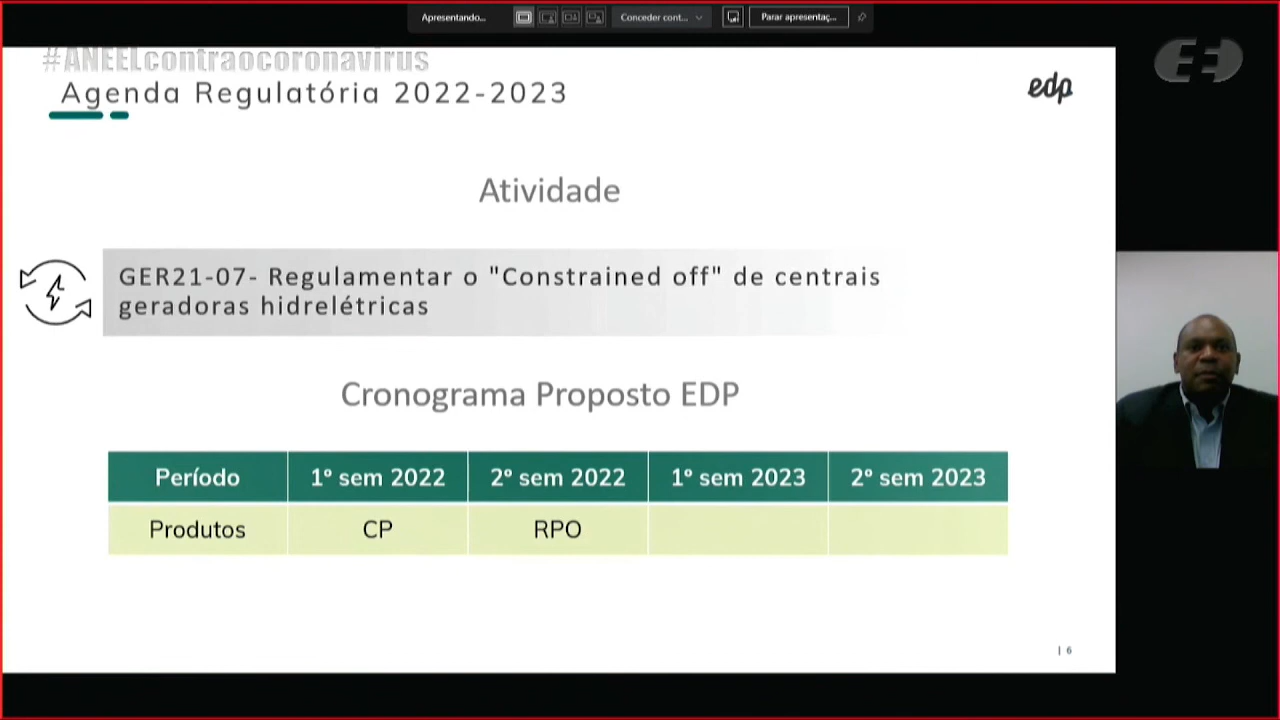 Apresentando...
Conceder cont...
Parar apresentaç...
#ANEELcontraocoronavirus
Agenda Regulatória 2022-2023
edp
Atividade
GER21-07- Regulamentar o "Constrained off" de centrais
geradoras hidrelétricas
Cronograma Proposto EDP
Período 1º sem 2022 2º sem 2022 1º sem 2023 2º sem 2023
Produtos CP RPO
| 6